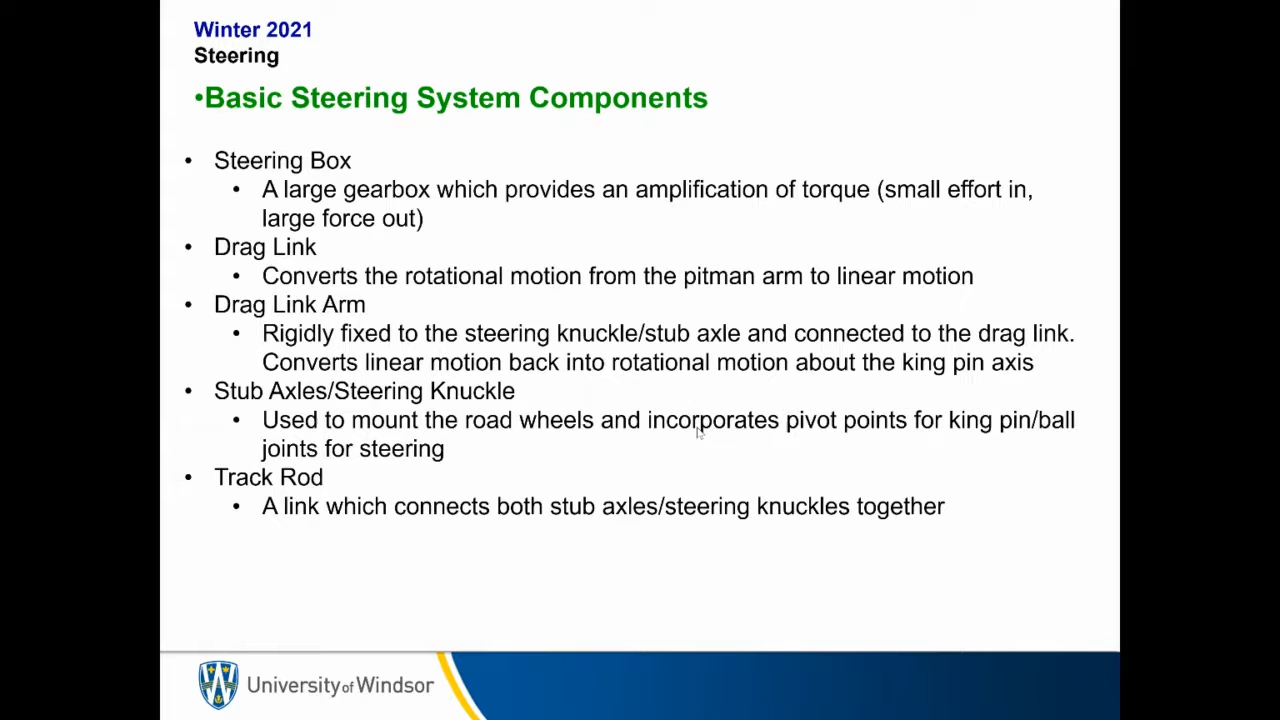 Winter 2021
Steering
•Basic Steering System Components
• Steering Box
• A large gearbox which provides an amplification of torque (small effort in,
large force out)
• Drag Link
• Converts the rotational motion from the pitman arm to linear motion
• Drag Link Arm
• Rigidly fixed to the steering knuckle/stub axle and connected to the drag link.
Converts linear motion back into rotational motion about the king pin axis
• Stub Axles/Steering Knuckle
• Used to mount the road wheels and incorporates pivot points for king pin/ball
joints for steering
• Track Rod
• A link which connects both stub axles/steering knuckles together
University of Windsor